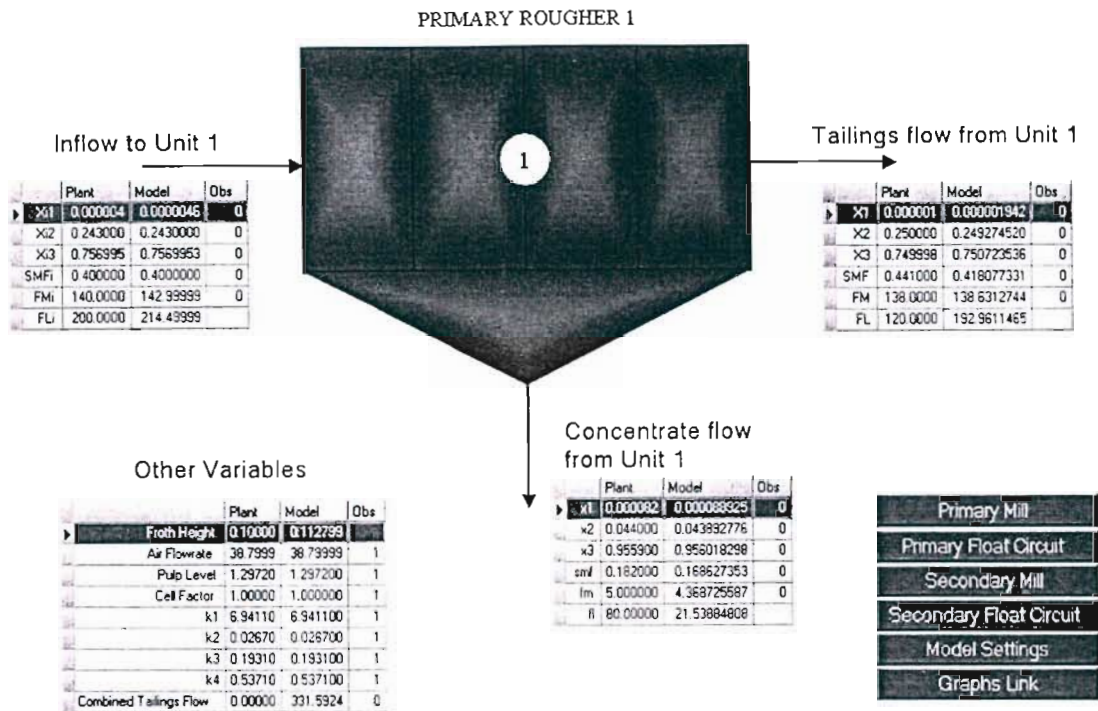 PRIMARY ROUGHER 1
Inflow to Unit 1
Plant Model Obs
Xi1 0.000004 0.0000046 0
Xi2 0.243000 0.2430000 0
Xi3 0.756995 0.7569953 0
SMFi 0.400000 0.4000000 0
FMi 140.0000 142.99999 0
FLi 200.0000 214.49999
1
Tailings flow from Unit 1
Plant Model Obs
X1 0.000001 0.000001942 0
X2 0.250000 0.249274520 0
X3 0.749998 0.750723536 0
SMF 0.441000 0.418077331 0
FM 138.0000 138.6312744 0
FL 120.0000 192.9611465
Concentrate flow
from Unit 1
Plant Model Obs
x1 0.000082 0.000088925 0
x2 0.044000 0.043892776 0
x3 0.955900 0.956018298 0
smf 0.182000 0.168627353 0
fm 5.000000 4.368725587 0
fl 80.00000 21.53884808
Other Variables
Plant Model Obs
Froth Height 0.10000 0.112799
Air Flowrate 38.7999 38.79999 1
Pulp Level 1.29720 1.297200 1
Cell Factor 1.00000 1.000000 1
k1 6.94110 6.941100 1
k2 0.02670 0.026700 1
k3 0.19310 0.193100 1
k4 0.53710 0.537100 1
Combined Tailings Flow 0.00000 331.5924 0
Primary Mill
Primary Float Circuit
Secondary Mill
Secondary Float Circuit
Model Settings
Graphs Link